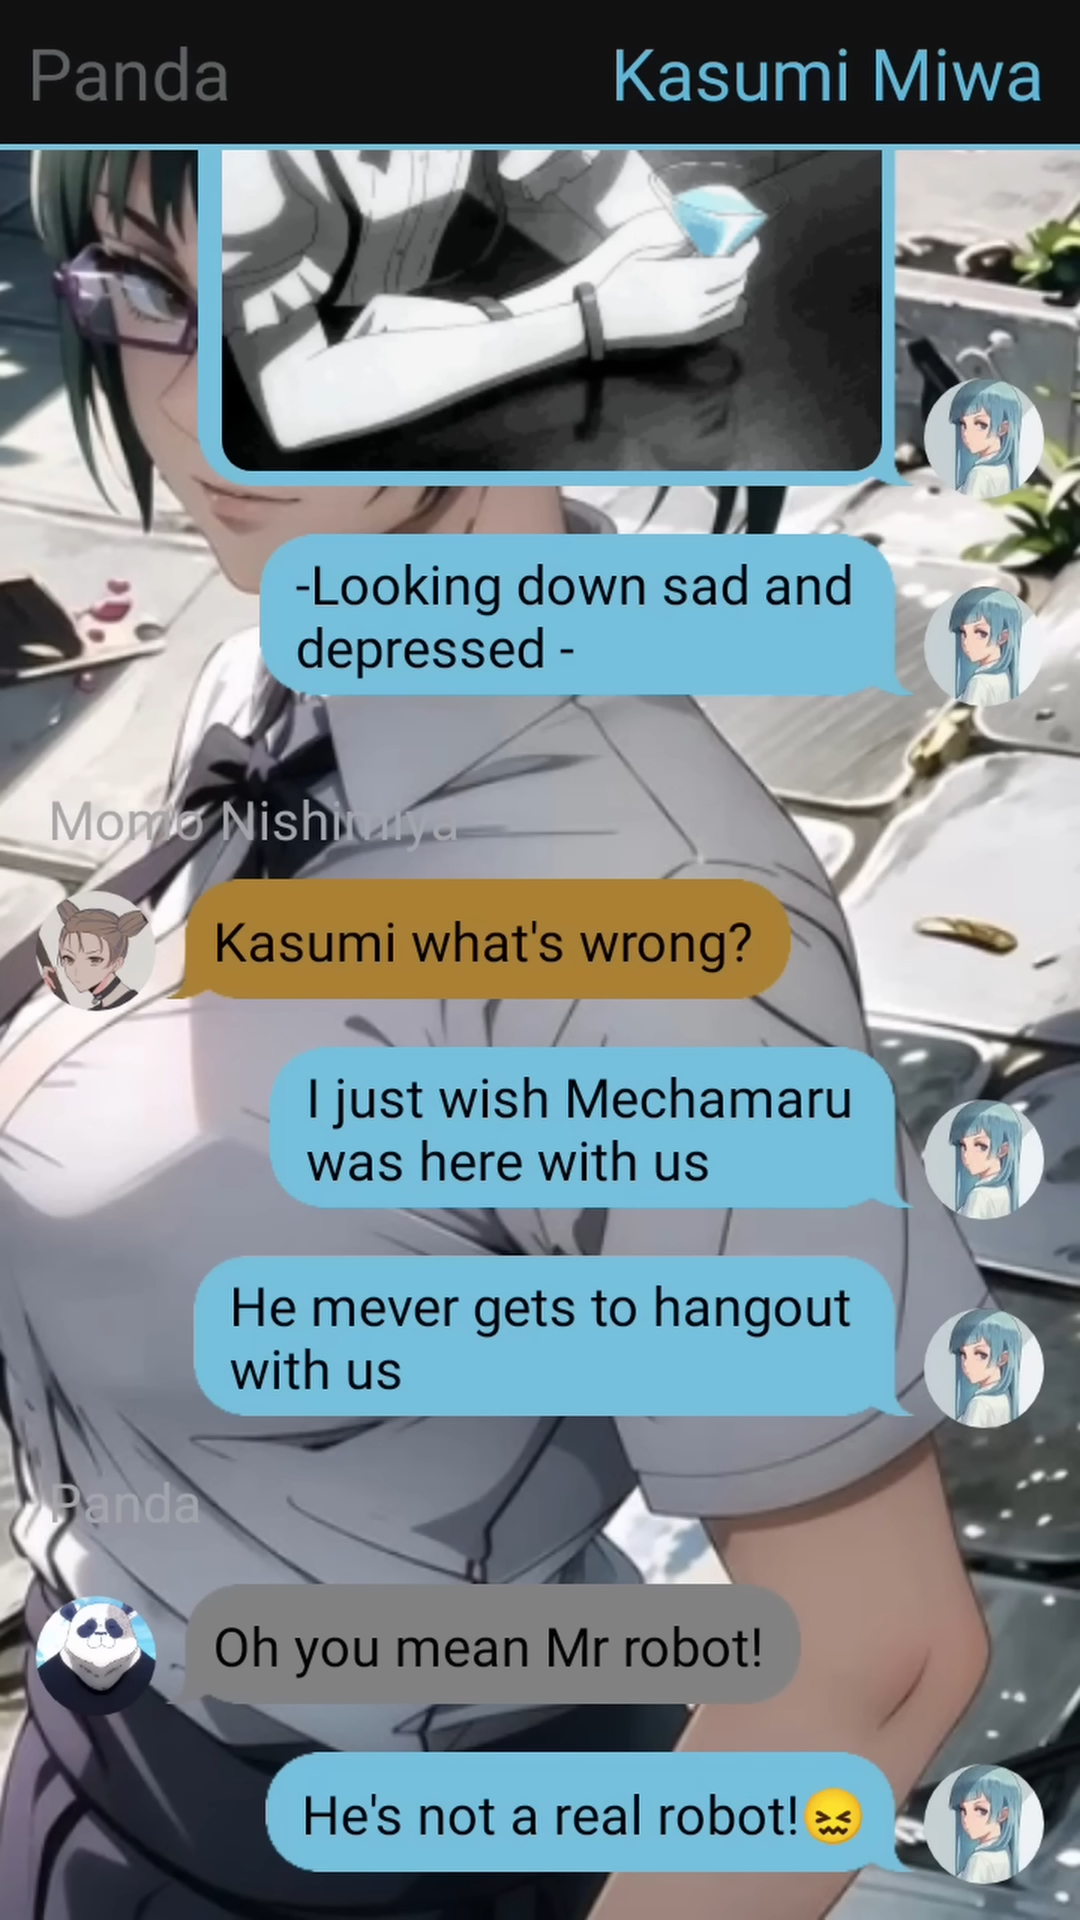 Panda
Kasumi Miwa
-Looking down sad and
depressed -
Momo Nishimiya
Kasumi what's wrong?
I just wish Mechamaru
was here with us
He mever gets to hangout
with us
Panda
Oh you mean Mr robot!
He's not a real robot!😖